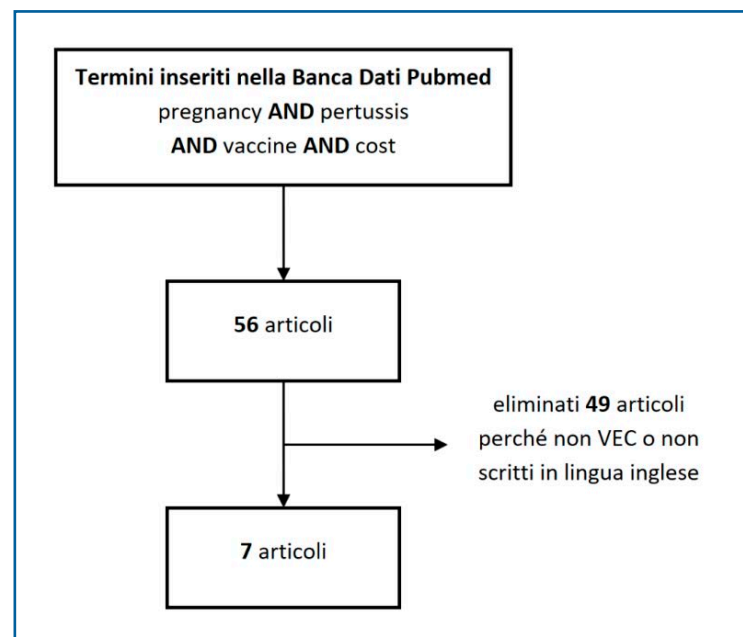 Termini inseriti nella Banca Dati Pubmed
pregnancy AND pertussis
AND vaccine AND cost
56 articoli
eliminati 49 articoli
perché non VEC o non
scritti in lingua inglese
7 articoli